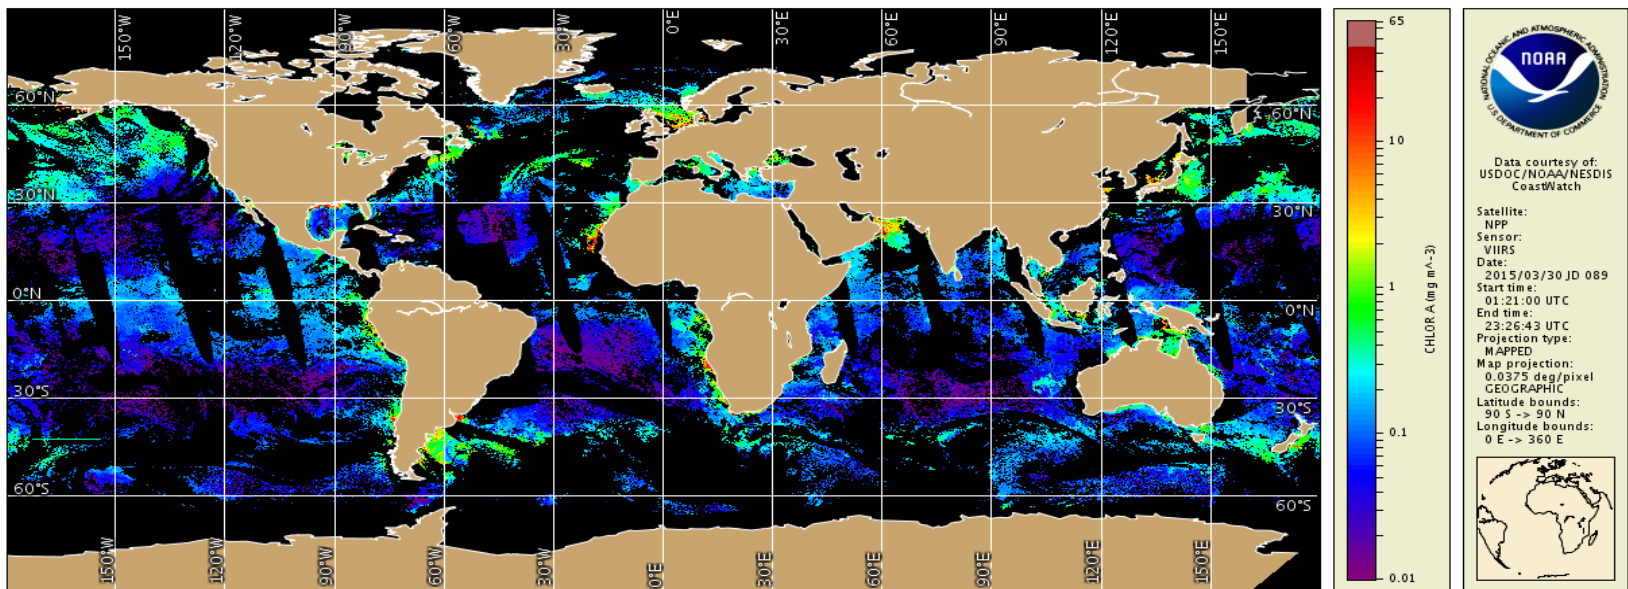 150°W
120°W
90°W
60°W
30°W
0°E
30°E
60°E
90°E
120°E
150°E
60°N
60°N
30°N
30°N
0°N
0°N
30°S
30°S
60°S
60°S
150°W
120°W
90°W
60°W
30°W
0°E
30°E
60°E
90°E
120°E
150°E
65
10
1
0.1
0.01
CHLOR A (mg m^-3)
NATIONAL OCEANIC AND ATMOSPHERIC ADMINISTRATION
NOAA
U.S. DEPARTMENT OF COMMERCE
Data courtesy of:
USDOC/NOAA/NESDIS
CoastWatch
Satellite:
NPP
Sensor:
VIIRS
Date:
2015/03/30 JD 089
Start time:
01:21:00 UTC
End time:
23:26:43 UTC
Projection type:
MAPPED
Map projection:
0.0375 deg/pixel
GEOGRAPHIC
Latitude bounds:
90 S -> 90 N
Longitude bounds:
0 E -> 360 E